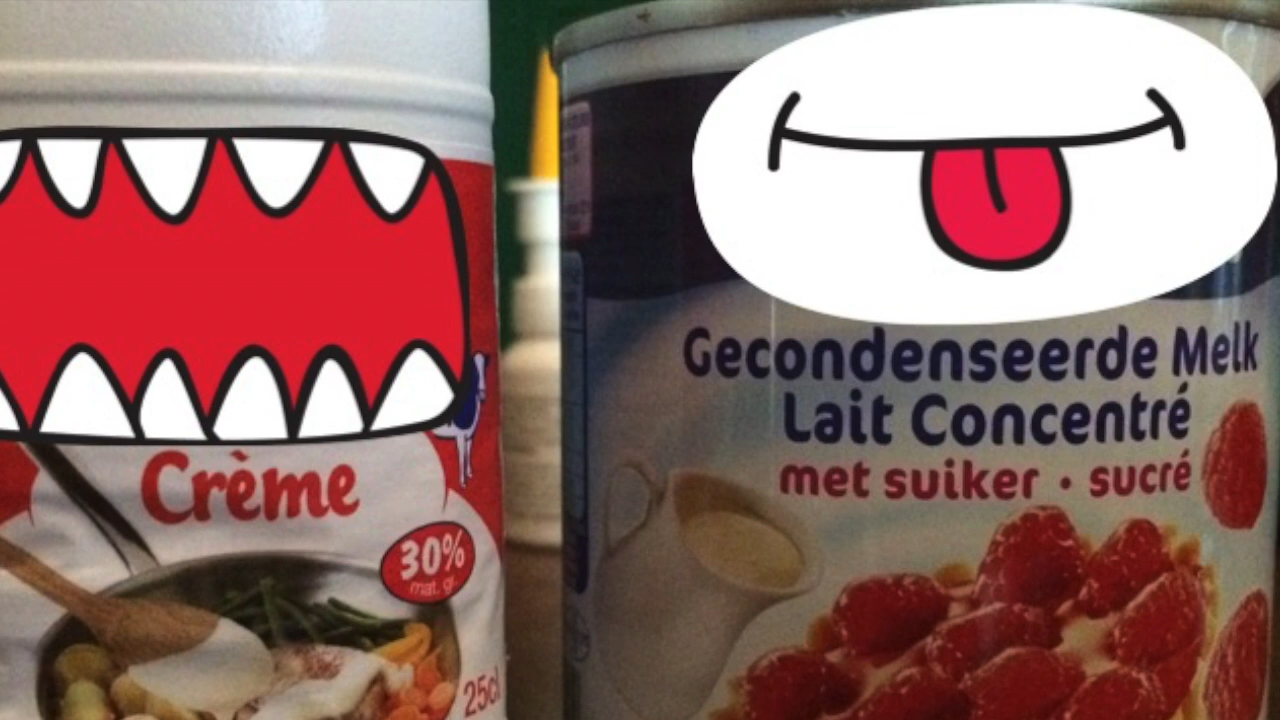 Crème
30%
mat. gr.
25cl
Gecondenseerde Melk
Lait Concentré
met suiker • sucré